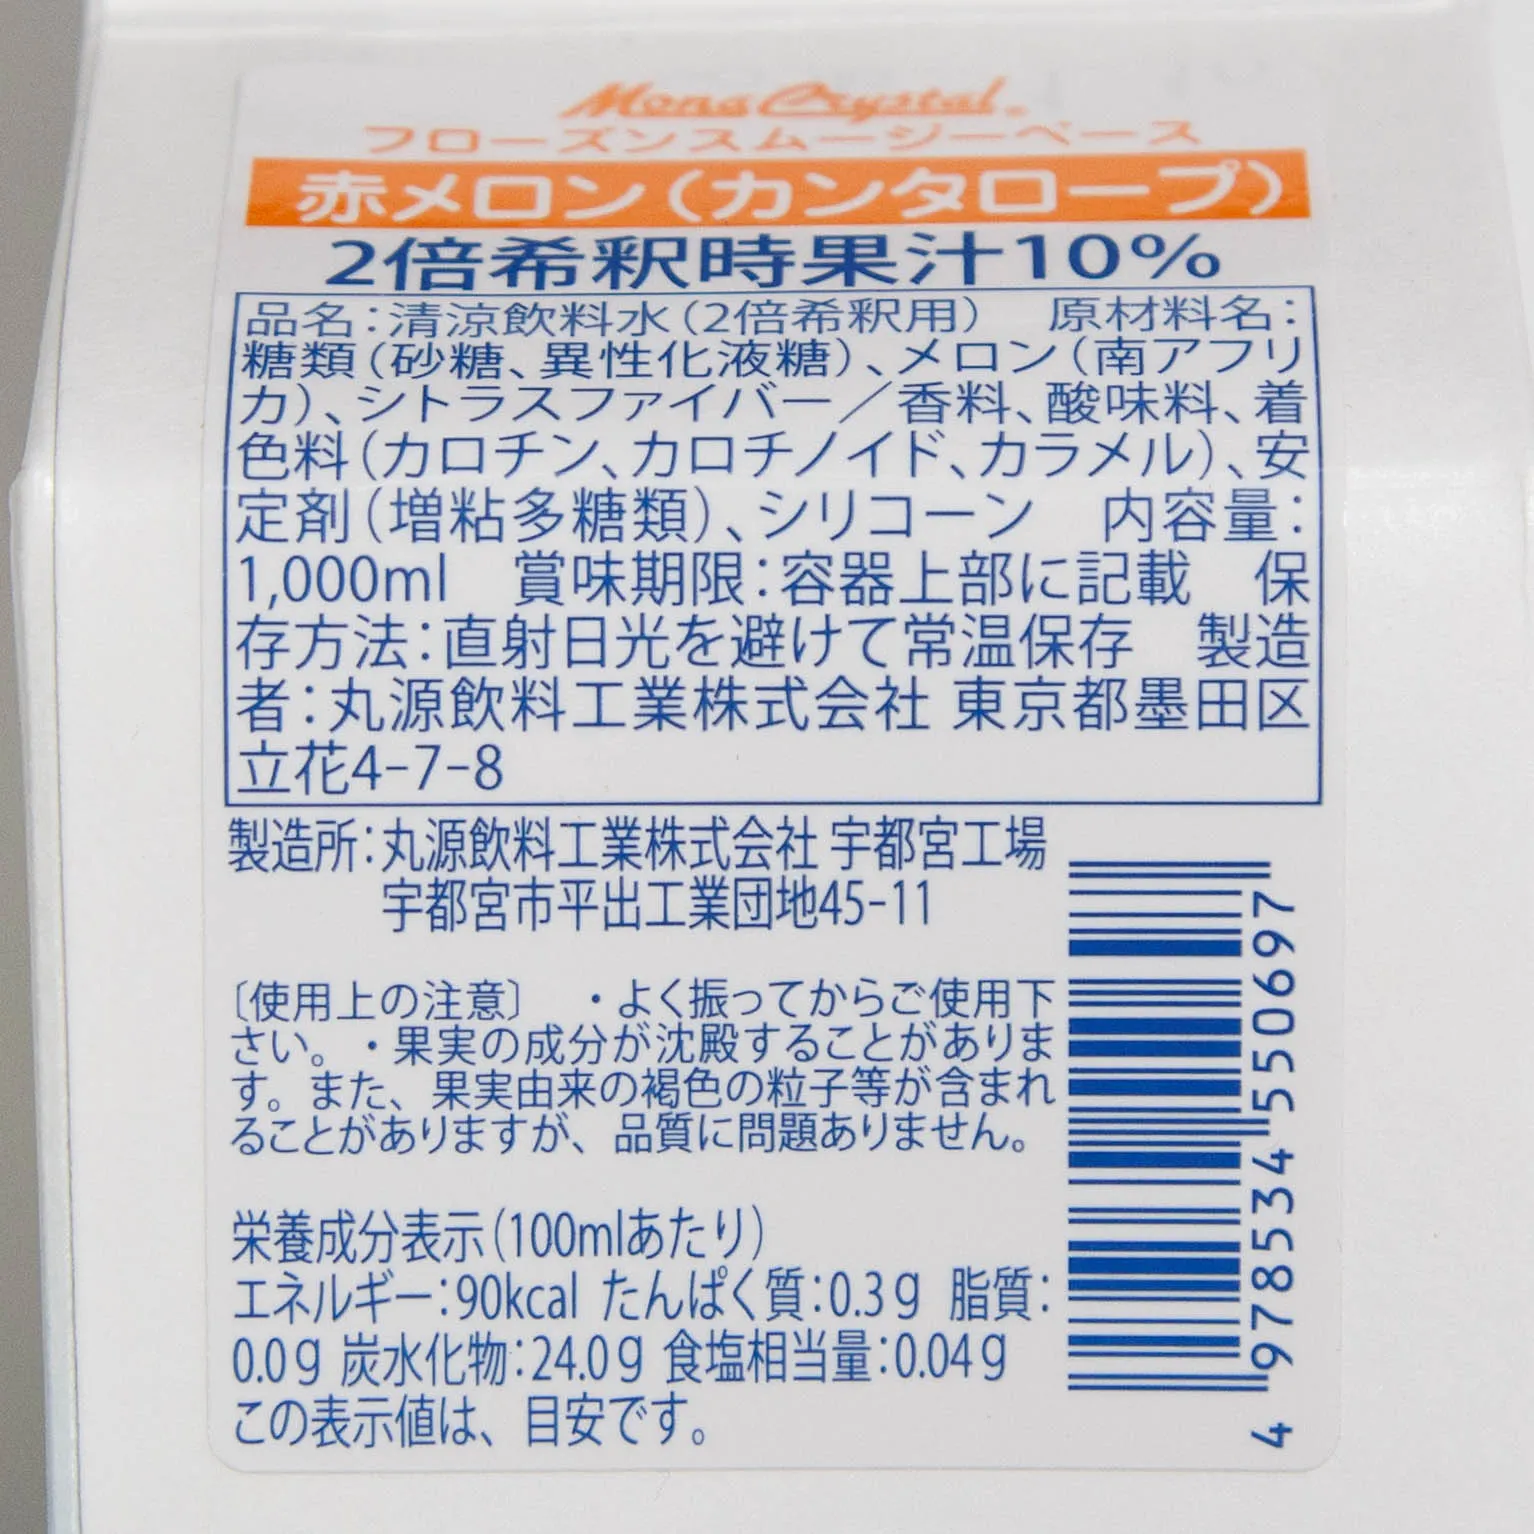 Mona Crystal
フローズンスムージーベース
赤メロン（カンタロープ）
2倍希釈時果汁10%
品名：清涼飲料水（2倍希釈用）　原材料名：
糖類（砂糖、異性化液糖）、メロン（南アフリ
カ）、シトラスファイバー／香料、酸味料、着
色料（カロチン、カロチノイド、カラメル）、安
定剤（増粘多糖類）、シリコーン　内容量：
1,000ml　賞味期限：容器上部に記載　保
存方法：直射日光を避けて常温保存　製造
者：丸源飲料工業株式会社 東京都墨田区
立花4-7-8
製造所：丸源飲料工業株式会社 宇都宮工場
宇都宮市平出工業団地45-11
〔使用上の注意〕　・よく振ってからご使用下
さい。・果実の成分が沈殿することがありま
す。また、果実由来の褐色の粒子等が含まれ
ることがありますが、品質に問題ありません。
栄養成分表示（100mlあたり）
エネルギー：90kcal たんぱく質：0.3g 脂質：
0.0g 炭水化物：24.0g 食塩相当量：0.04g
この表示値は、目安です。
4 978534 550697